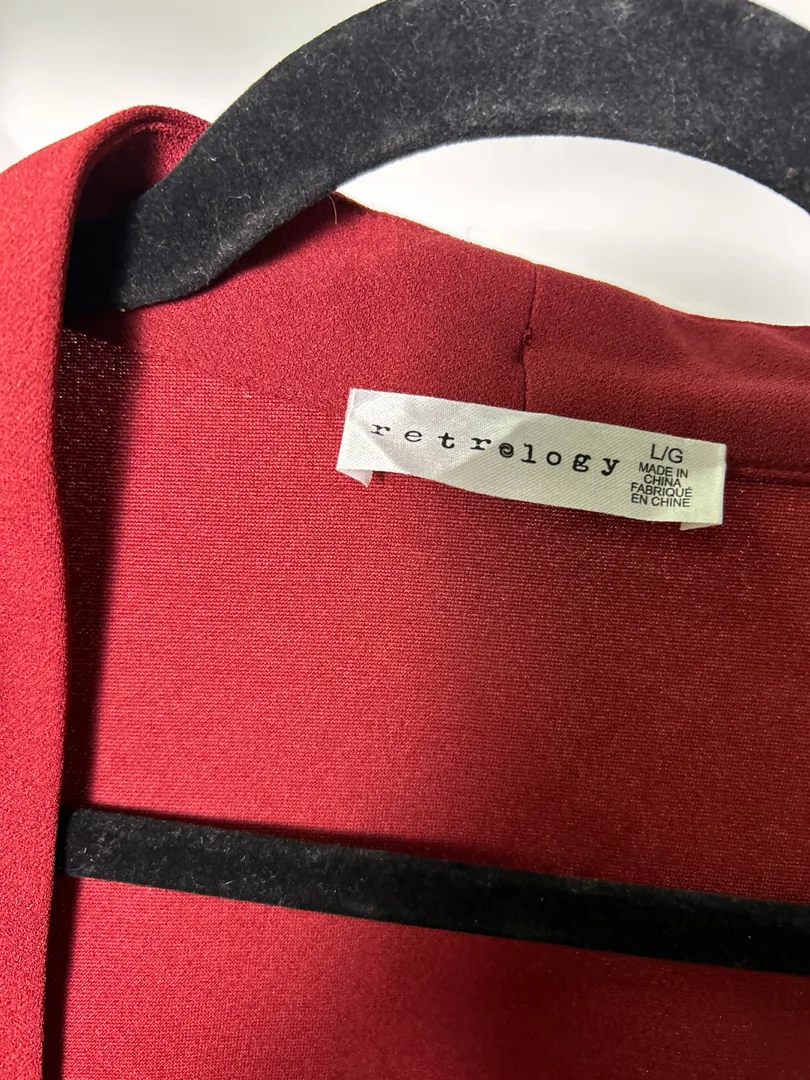 retrology
L/G
MADE IN
CHINA
FABRIQUÉ
EN CHINE